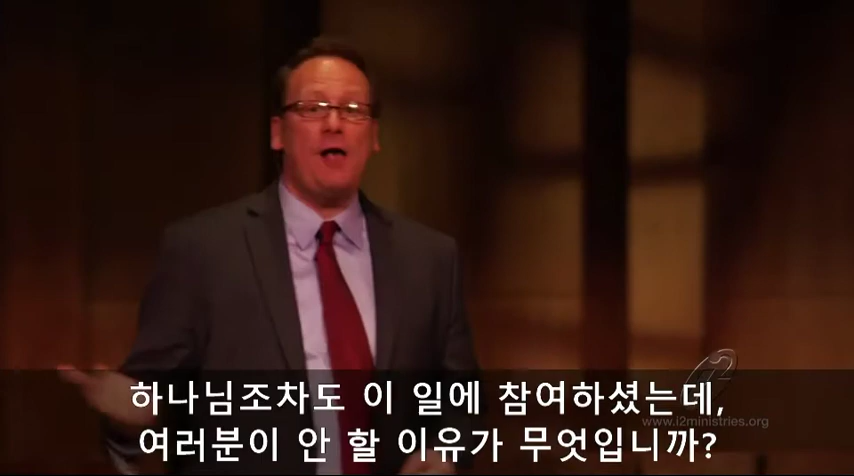 하나님조차도 이 일에 참여하셨는데,
www.i2ministries.org
여러분이 안 할 이유가 무엇입니까?